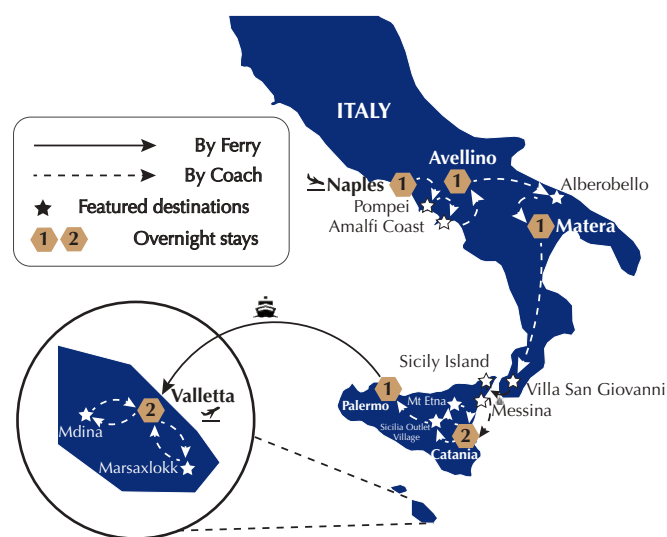 ITALY
By Ferry
By Coach
Featured destinations
1 2 Overnight stays
Avellino
1
Naples 1
Alberobello
Pompei
Amalfi Coast
1
Matera
Sicily Island
Villa San Giovanni
Messina
1
Palermo
Mt Etna
Sicilia Outlet
Village
2
Catania
Valletta
2
Mdina
Marsaxlokk